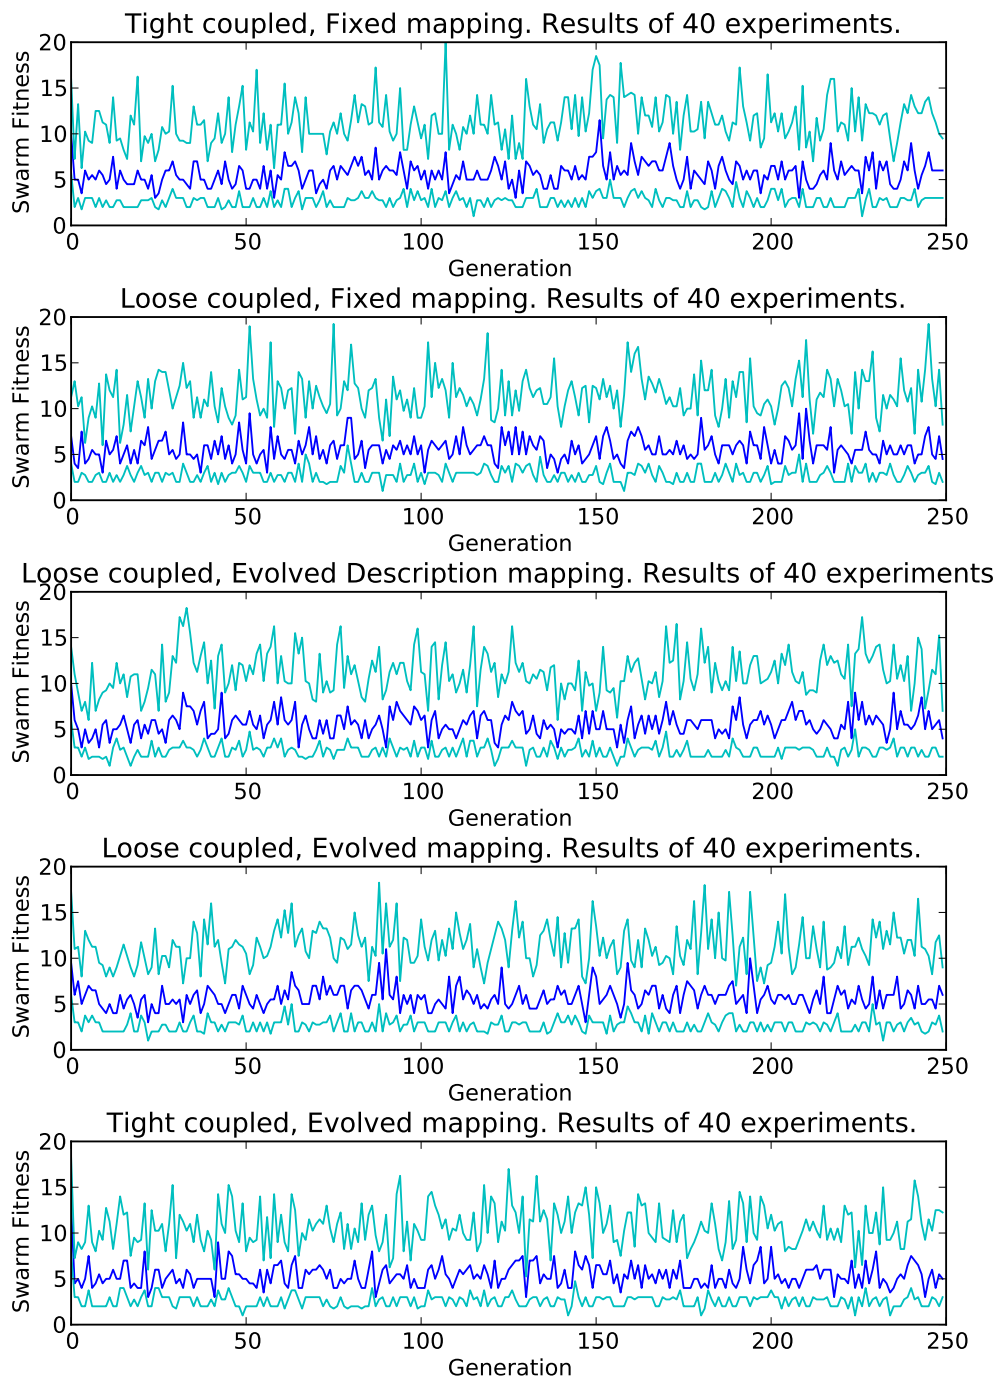 Tight coupled, Fixed mapping. Results of 40 experiments.
20
15
10
5
0
Swarm Fitness
0 50 100 150 200 250
Generation
Loose coupled, Fixed mapping. Results of 40 experiments.
20
15
10
5
0
Swarm Fitness
0 50 100 150 200 250
Generation
Loose coupled, Evolved Description mapping. Results of 40 experiments
20
15
10
5
0
Swarm Fitness
0 50 100 150 200 250
Generation
Loose coupled, Evolved mapping. Results of 40 experiments.
20
15
10
5
0
Swarm Fitness
0 50 100 150 200 250
Generation
Tight coupled, Evolved mapping. Results of 40 experiments.
20
15
10
5
0
Swarm Fitness
0 50 100 150 200 250
Generation